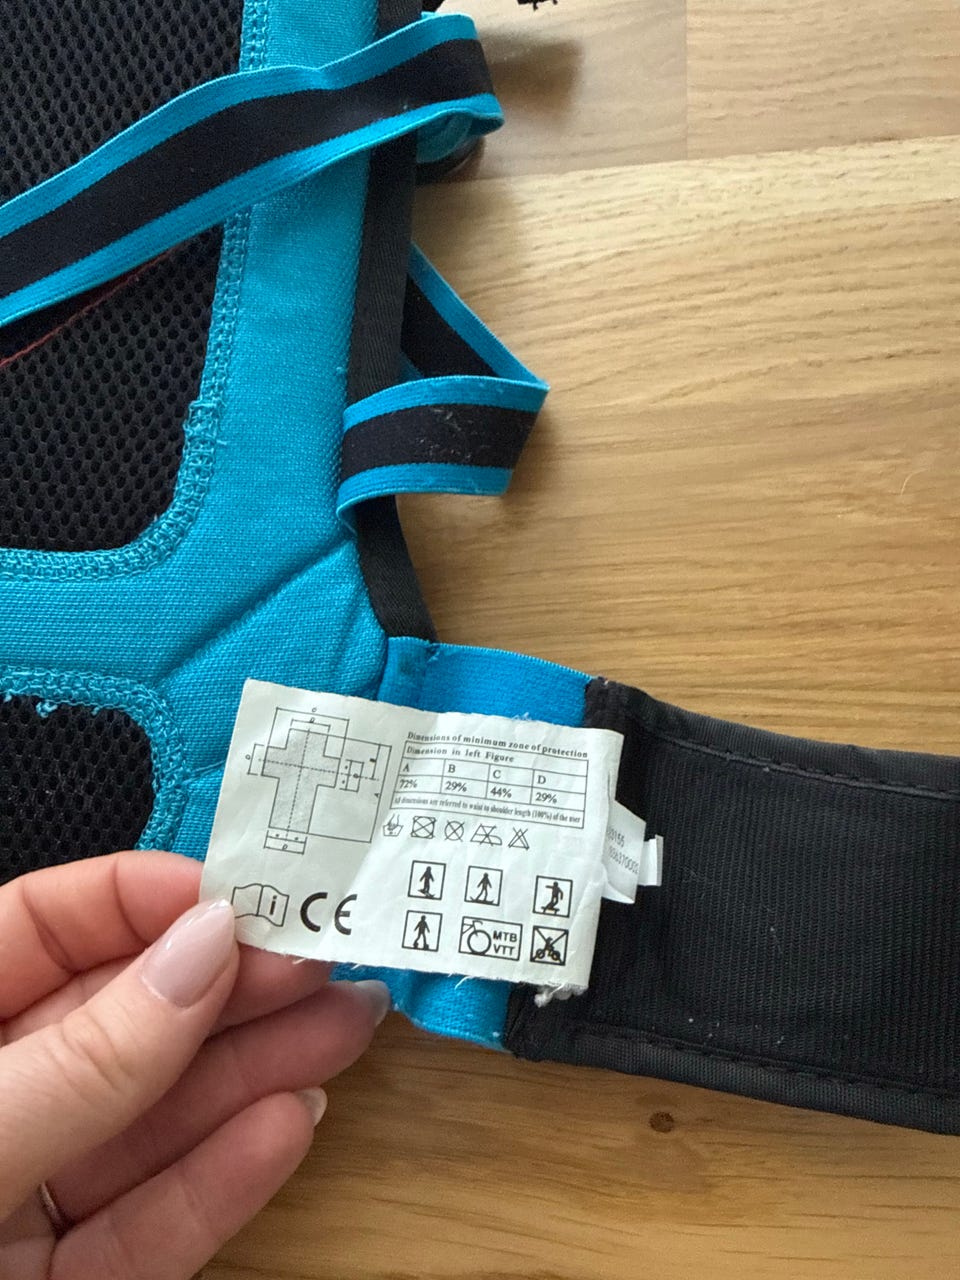 Dimensions of minimum zone of protection
Dimension in left Figure
A B C D
72% 29% 44% 29%
All dimensions are referred to waist to shoulder length (100%) of the user
i CE
MTB
VTT